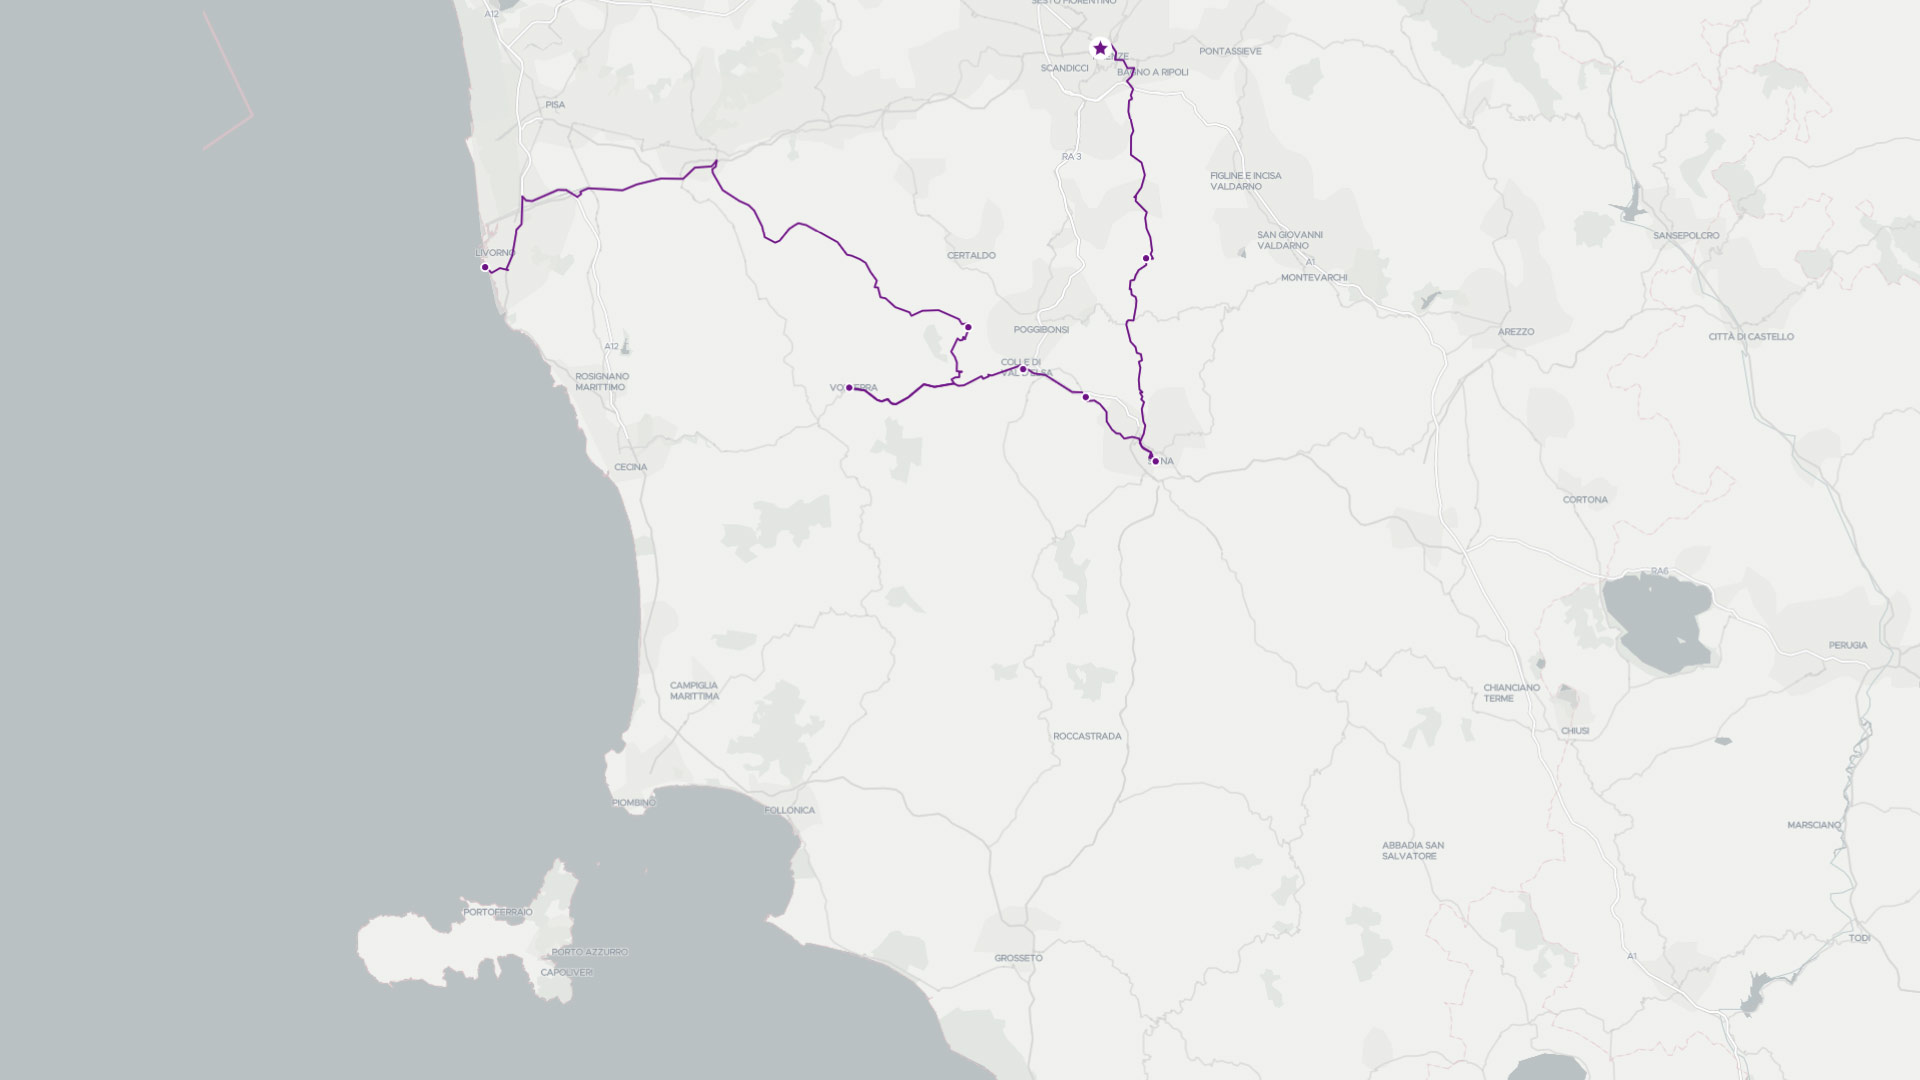 SESTO FIORENTINO
A12
PONTASSIEVE
SCANDICCI
BAGNO A RIPOLI
PISA
RA 3
FIGLINE E INCISA
VALDARNO
SAN GIOVANNI
VALDARNO
SANSEPOLCRO
LIVORNO
CERTALDO
A1
MONTEVARCHI
POGGIBONSI
AREZZO
CITTÀ DI CASTELLO
A12
COLLE DI
VAL D'ELSA
ROSIGNANO
MARITTIMO
CECINA
CORTONA
RA6
PERUGIA
CAMPIGLIA
MARITTIMA
CHIANCIANO
TERME
CHIUSI
ROCCASTRADA
PIOMBINO
FOLLONICA
MARSCIANO
ABBADIA SAN
SALVATORE
PORTOFERRAIO
TODI
PORTO AZZURRO
GROSSETO
A1
CAPOLIVERI